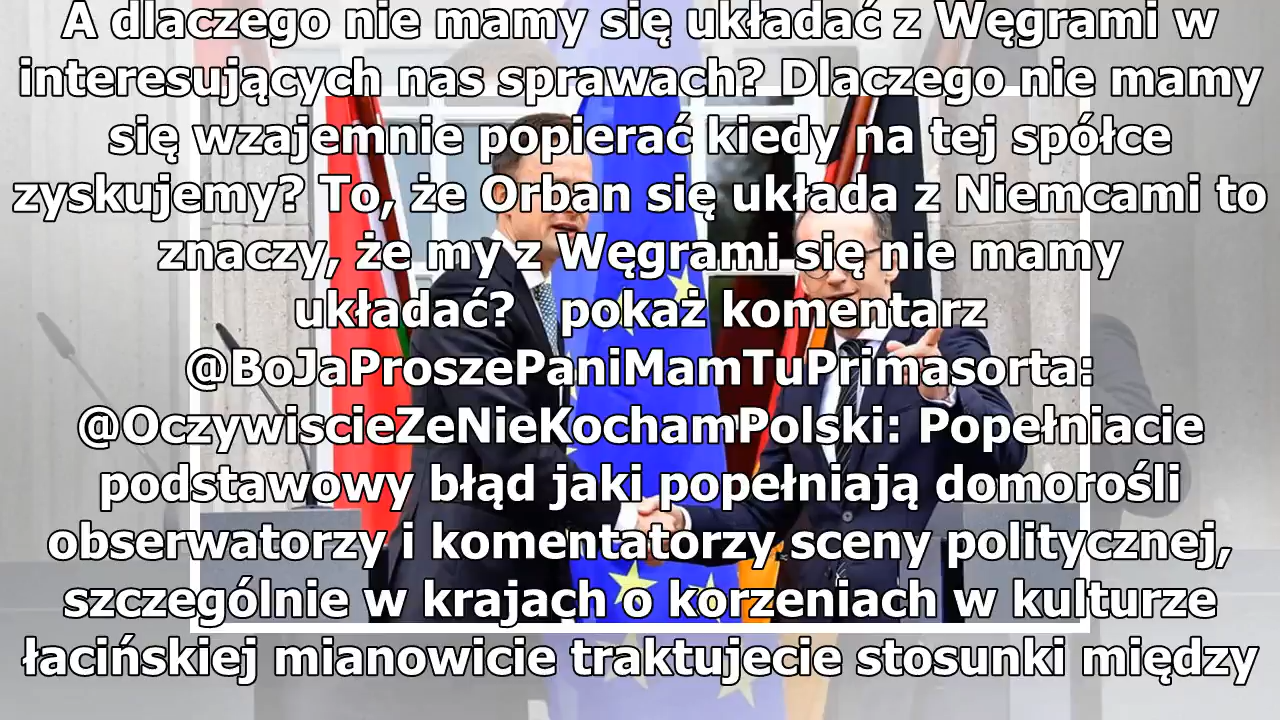 A dlaczego nie mamy się układać z Węgrami w
interesujących nas sprawach? Dlaczego nie mamy
się wzajemnie popierać kiedy na tej spółce
zyskujemy? To, że Orban się układa z Niemcami to
znaczy, że my z Węgrami się nie mamy
układać? pokaż komentarz
@BoJaProszePaniMamTuPrimasorta:
@OczywiscieZeNieKochamPolski: Popełniacie
podstawowy błąd jaki popełniają domorośli
obserwatorzy i komentatorzy sceny politycznej,
szczególnie w krajach o korzeniach w kulturze
łacińskiej mianowicie traktujecie stosunki między